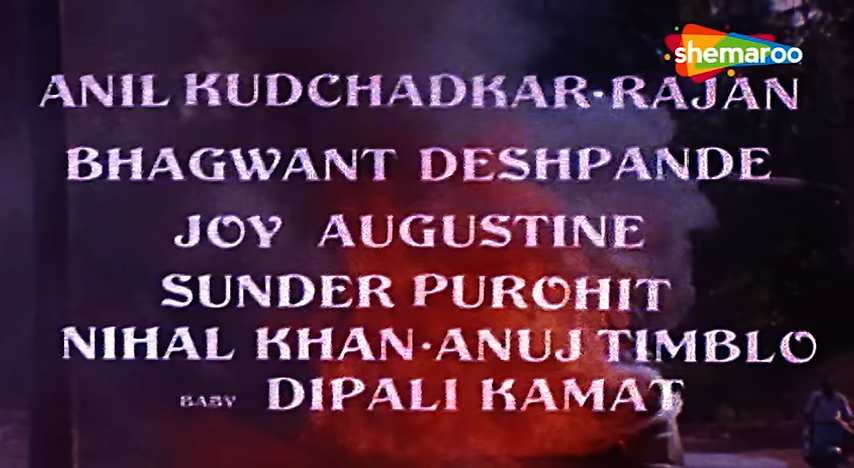 shemaroo
ANIL KUDCHADKAR·RAJAN
BHAGWANT DESHPANDE
JOY AUGUSTINE
SUNDER PUROHIT
NIHAL KHAN·ANUJ TIMBLO
BABY DIPALI KAMAT